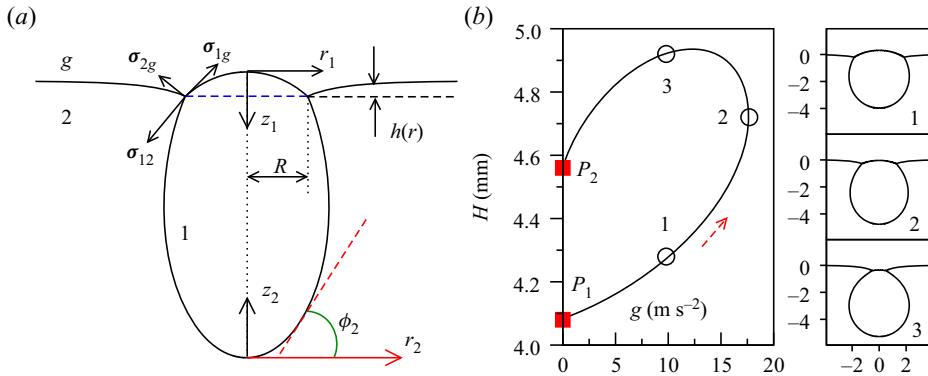 (a)
g
2
σ2g
σ1g
σ12
r1
z1
h(r)
R
1
z2
ϕ2
r2
(b)
H (mm)
5.0
4.8
4.6
4.4
4.2
4.0
3
2
P2
1
P1
g (m s−2)
0
5
10
15
20
0
−2
−4
1
0
−2
−4
2
0
−2
−4
3
−2 0 2